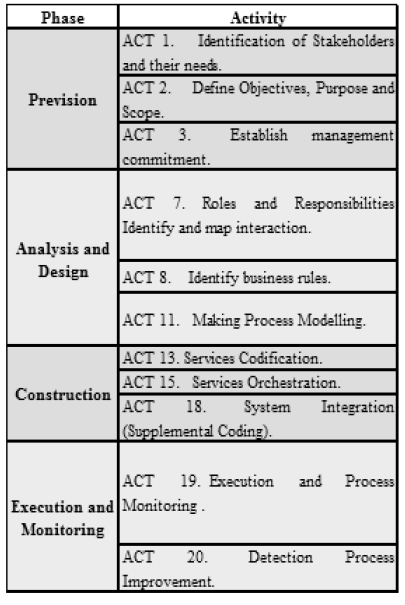 Phase Activity
Prevision
ACT 1. Identification of Stakeholders
and their needs.
ACT 2. Define Objectives, Purpose and
Scope.
ACT 3. Establish management
commitment.
Analysis and
Design
ACT 7. Roles and Responsibilities
Identify and map interaction.
ACT 8. Identify business rules.
ACT 11. Making Process Modelling.
Construction
ACT 13. Services Codification.
ACT 15. Services Orchestration.
ACT 18. System Integration
(Supplemental Coding).
Execution and
Monitoring
ACT 19. Execution and Process
Monitoring .
ACT 20. Detection Process
Improvement.